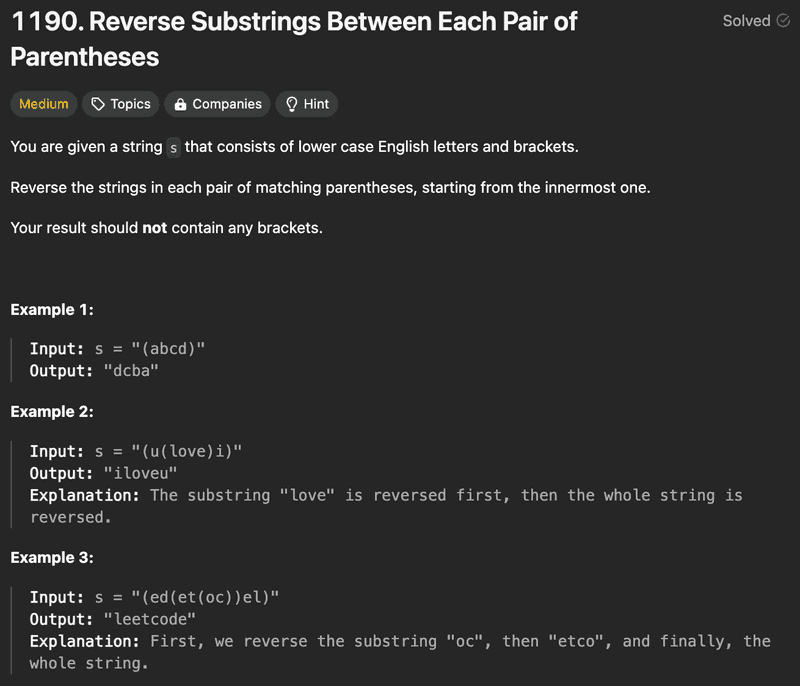 1190. Reverse Substrings Between Each Pair of
Parentheses
Solved
Medium
Topics
Companies
Hint
You are given a string s that consists of lower case English letters and brackets.
Reverse the strings in each pair of matching parentheses, starting from the innermost one.
Your result should not contain any brackets.
Example 1:
Input: s = "(abcd)"
Output: "dcba"
Example 2:
Input: s = "(u(love)i)"
Output: "iloveu"
Explanation: The substring "love" is reversed first, then the whole string is
reversed.
Example 3:
Input: s = "(ed(et(oc))el)"
Output: "leetcode"
Explanation: First, we reverse the substring "oc", then "etco", and finally, the
whole string.